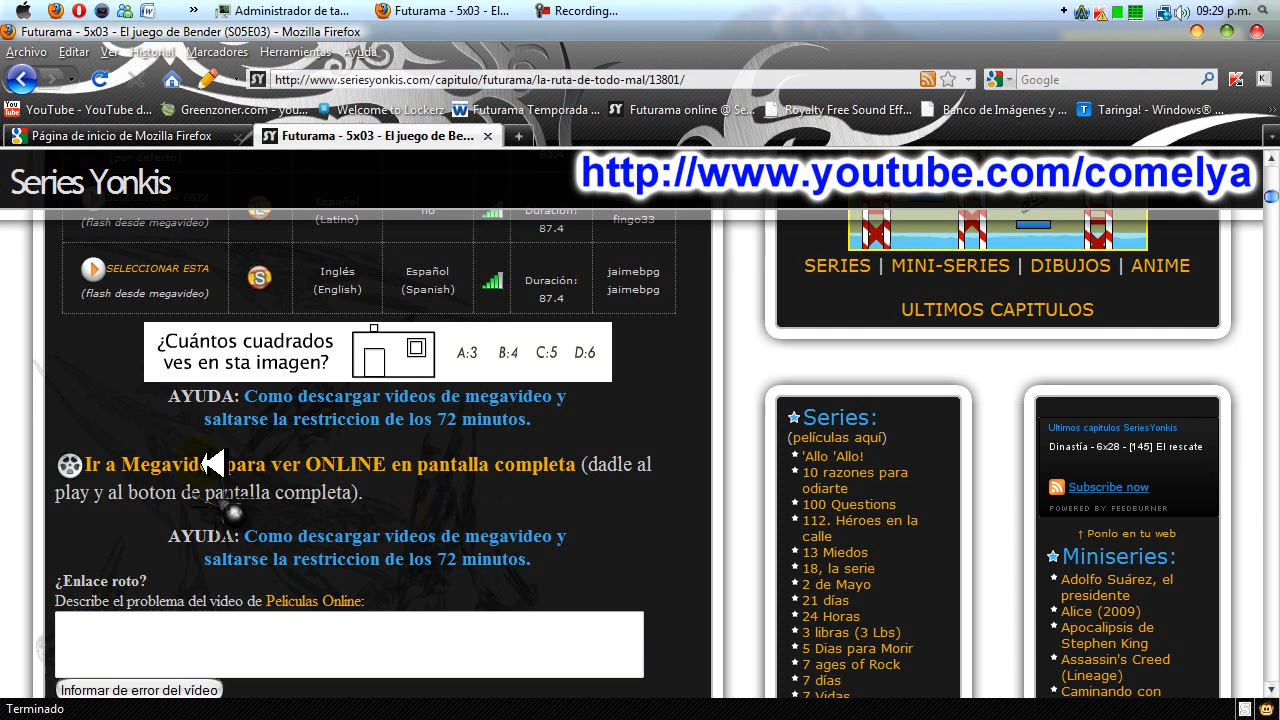 Administrador de ta...
Futurama - 5x03 - El...
Recording...
09:29 p.m.
Futurama - 5x03 - El juego de Bender (S05E03) - Mozilla Firefox
Archivo Editar Ver Historial Marcadores Herramientas Ayuda
http://www.seriesyonkis.com/capitulo/futurama/la-ruta-de-todo-mal/13801/
Google
YouTube - YouTube d...
Greenzoner.com - you...
Welcome to Lockerz
Futurama Temporada ...
Futurama online @ Se...
Royalty Free Sound Eff...
Banco de Imágenes y ...
Taringa! - Windows® ...
Página de inicio de Mozilla Firefox
Futurama - 5x03 - El juego de Be...
Series Yonkis
http://www.youtube.com/comelya
(por defecto)
SELECCIONAR ESTA
(flash desde megavideo)
Español
(Latino)
no
Duración:
87.4
fingo33
SELECCIONAR ESTA
(flash desde megavideo)
Inglés
(English)
Español
(Spanish)
Duración:
87.4
jaimebpg
jaimebpg
¿Cuántos cuadrados
ves en sta imagen?
A:3 B:4 C:5 D:6
AYUDA: Como descargar videos de megavideo y
saltarse la restriccion de los 72 minutos.
Ir a Megavideo para ver ONLINE en pantalla completa (dadle al
play y al boton de pantalla completa).
AYUDA: Como descargar videos de megavideo y
saltarse la restriccion de los 72 minutos.
¿Enlace roto?
Describe el problema del vídeo de Peliculas Online:
Informar de error del vídeo
SERIES | MINI-SERIES | DIBUJOS | ANIME
ULTIMOS CAPITULOS
Series:
(películas aquí)
'Allo 'Allo!
10 razones para
odiarte
100 Questions
112. Héroes en la
calle
13 Miedos
18, la serie
2 de Mayo
21 días
24 Horas
3 libras (3 Lbs)
5 Dias para Morir
7 ages of Rock
7 días
7 Vidas
Ultimos capitulos SeriesYonkis
Dinastía - 6x28 - [145] El rescate
Subscribe now
POWERED BY FEEDBURNER
↑ Ponlo en tu web
Miniseries:
Adolfo Suárez, el
presidente
Alice (2009)
Apocalipsis de
Stephen King
Assassin's Creed
(Lineage)
Caminando con
Terminado